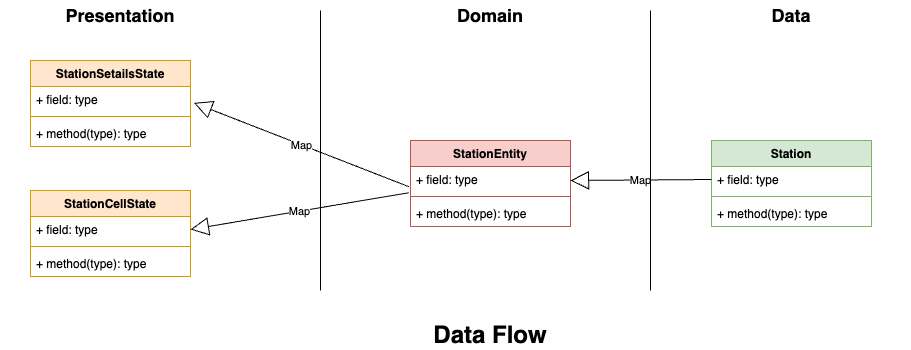 Presentation
Domain
Data
StationSetailsState
+ field: type
+ method(type): type
Map
StationEntity
+ field: type
+ method(type): type
Map
Station
+ field: type
+ method(type): type
StationCellState
+ field: type
+ method(type): type
Map
Data Flow